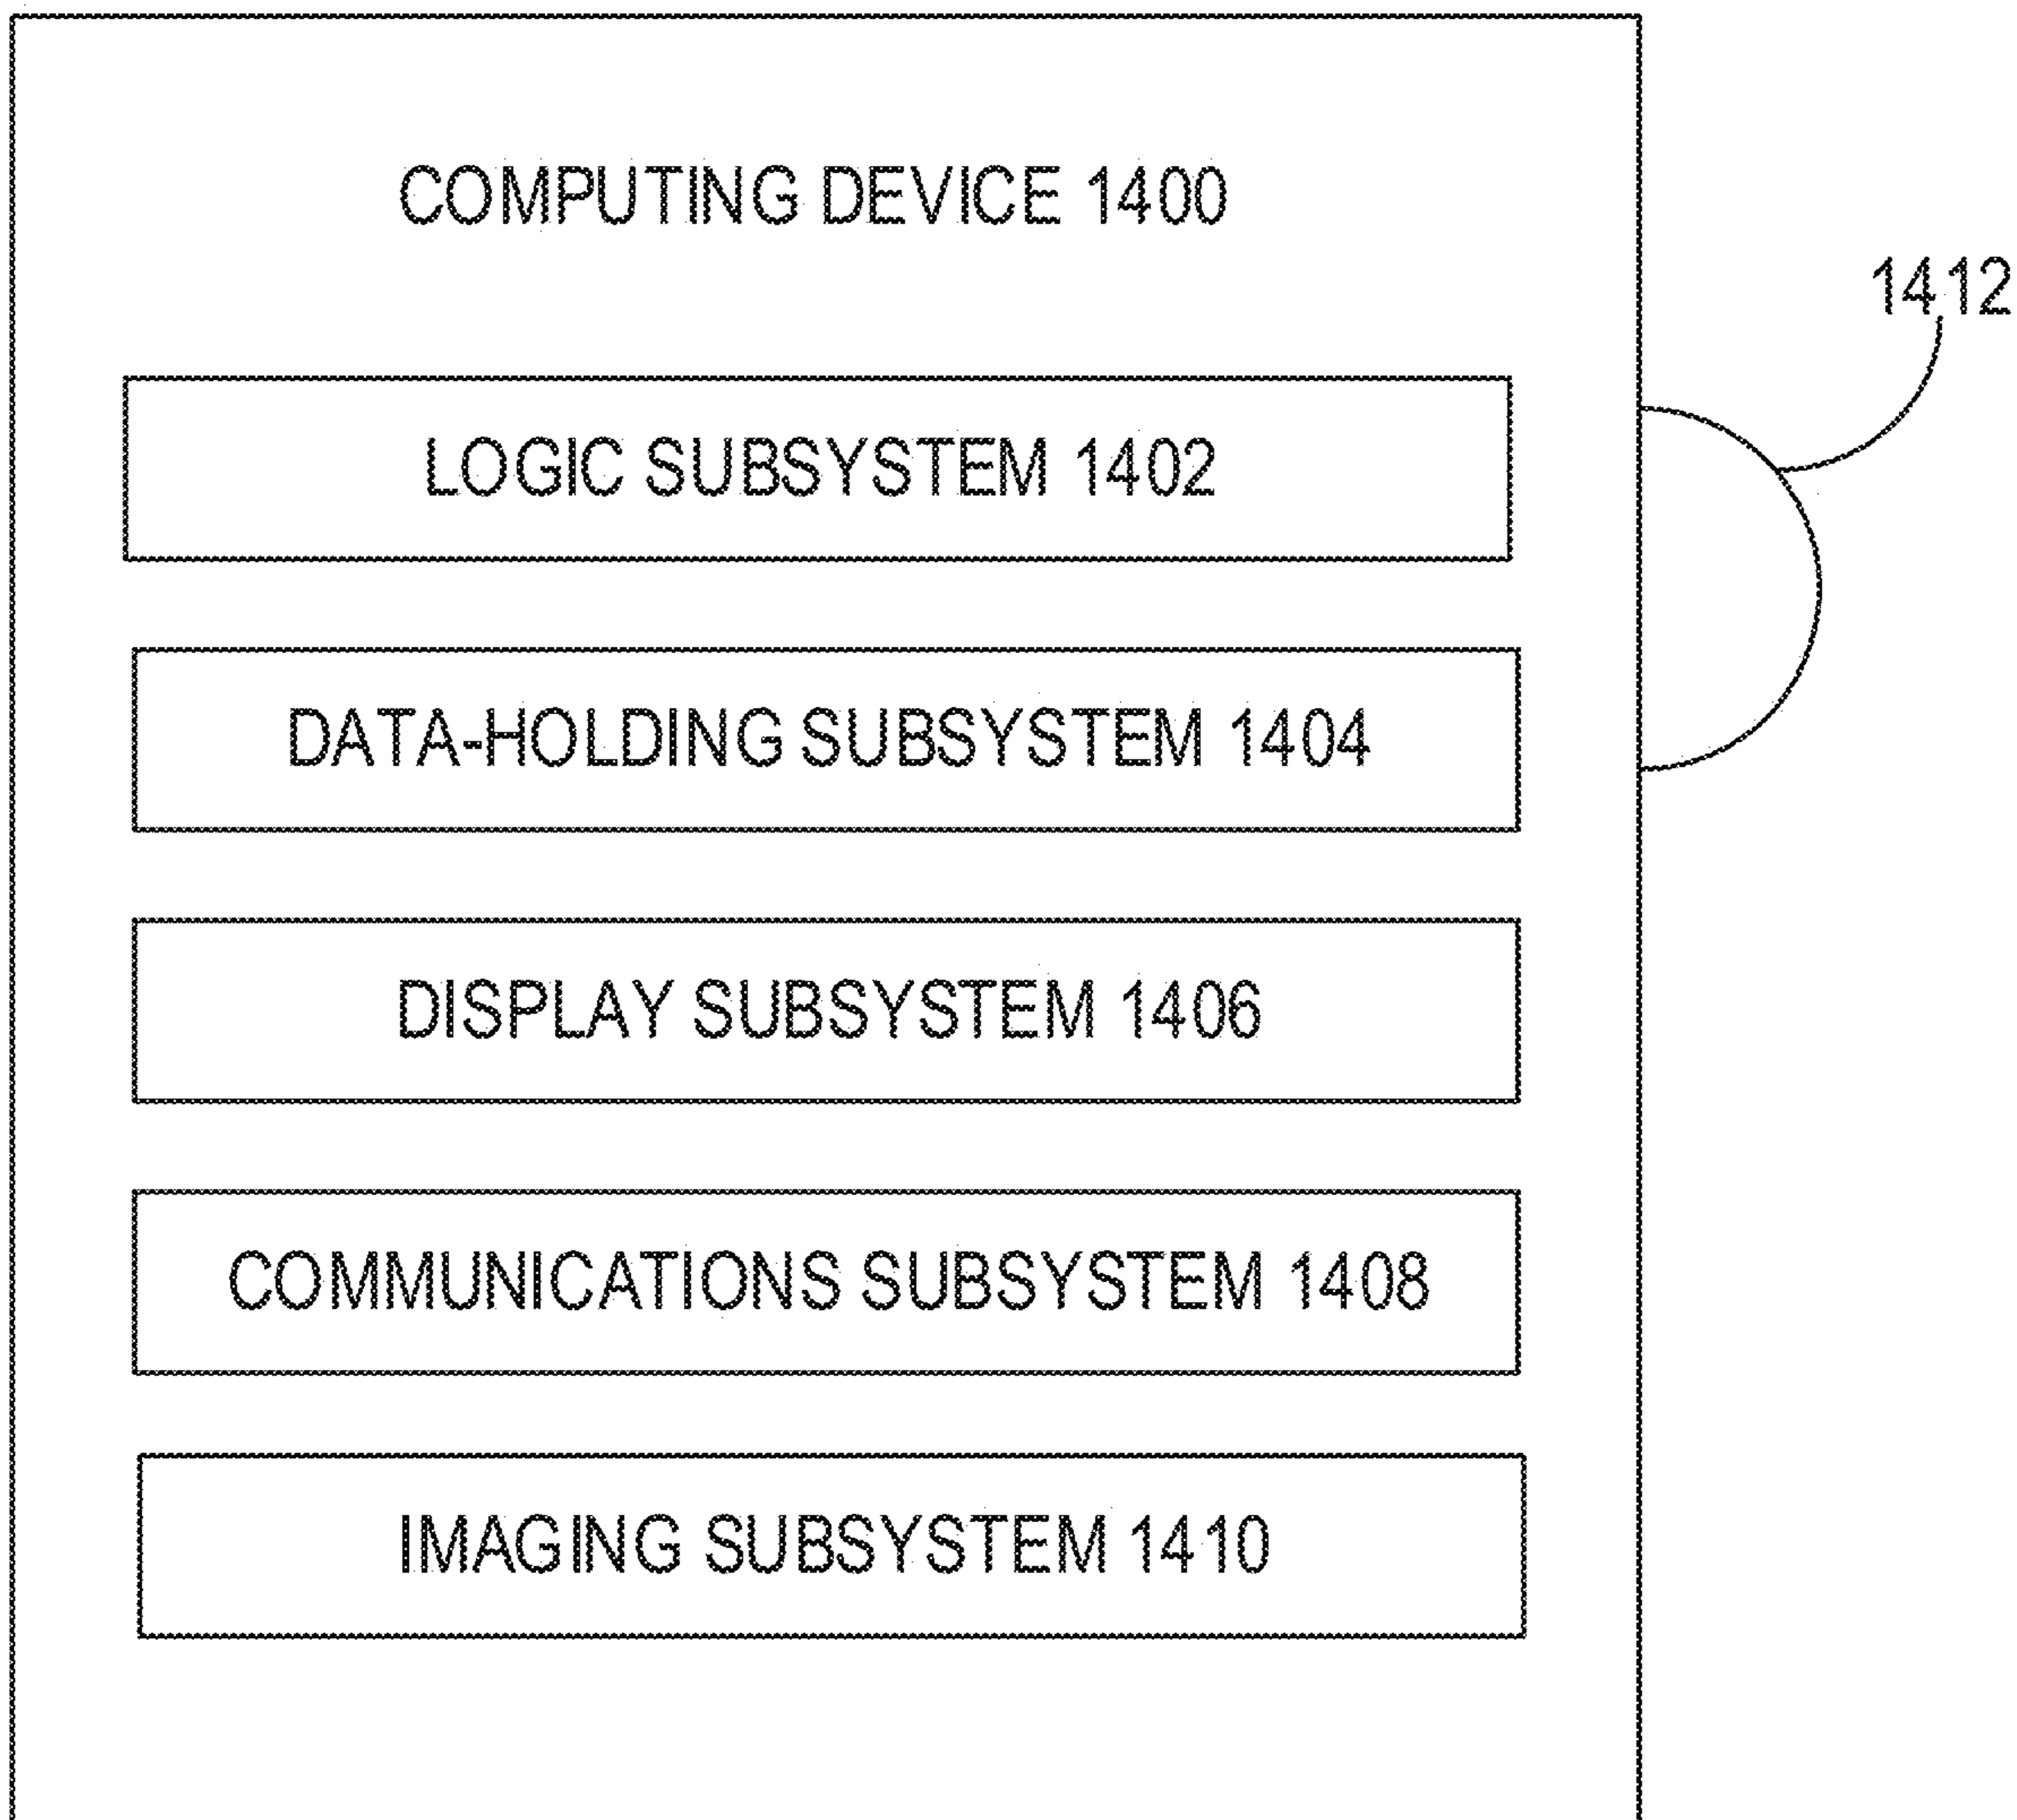 COMPUTING DEVICE 1400
1412
LOGIC SUBSYSTEM 1402
DATA-HOLDING SUBSYSTEM 1404
DISPLAY SUBSYSTEM 1406
COMMUNICATIONS SUBSYSTEM 1408
IMAGING SUBSYSTEM 1410